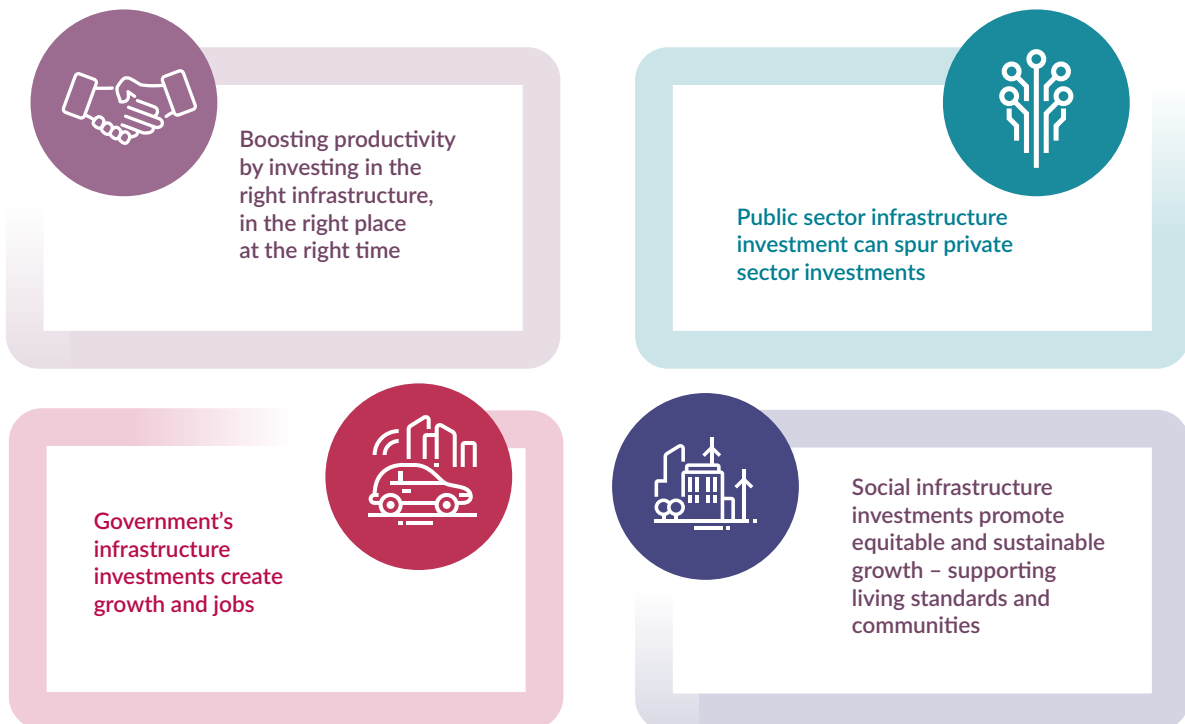 Boosting productivity
by investing in the
right infrastructure,
in the right place
at the right time
Public sector infrastructure
investment can spur private
sector investments
Government’s
infrastructure
investments create
growth and jobs
Social infrastructure
investments promote
equitable and sustainable
growth – supporting
living standards and
communities